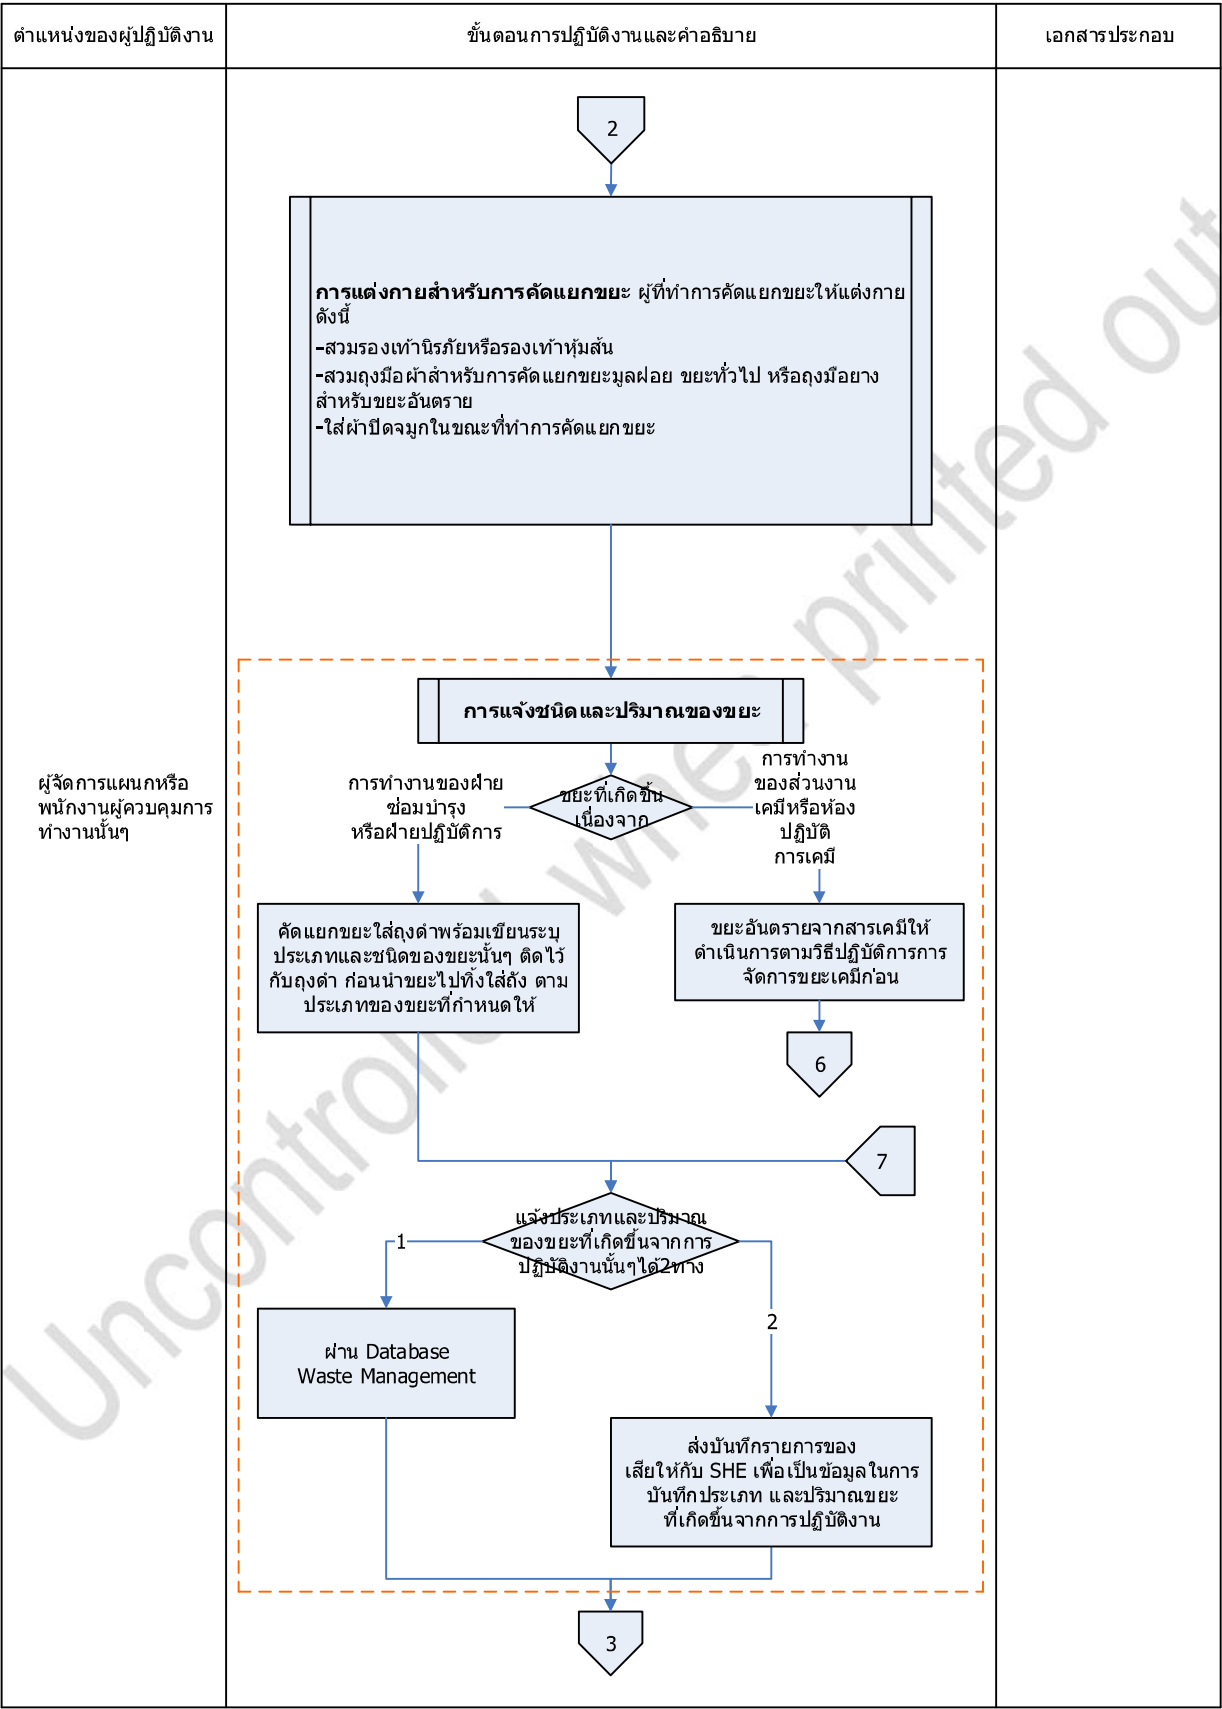 ตำแหน่งของผู้ปฏิบัติงาน
ขั้นตอนการปฏิบัติงานและคำอธิบาย
เอกสารประกอบ
2
การแต่งกายสำหรับการคัดแยกขยะ ผู้ที่ทำการคัดแยกขยะให้แต่งกาย
ดังนี้
-สวมรองเท้านิรภัยหรือรองเท้าหุ้มส้น
-สวมถุงมือผ้าสำหรับการคัดแยกขยะมูลฝอย ขยะทั่วไป หรือถุงมือยาง
สำหรับขยะอันตราย
-ใส่ผ้าปิดจมูกในขณะที่ทำการคัดแยกขยะ
การแจ้งชนิดและปริมาณของขยะ
ผู้จัดการแผนกหรือ
พนักงานผู้ควบคุมการ
ทำงานนั้นๆ
การทำงานของฝ่าย
ซ่อมบำรุง
หรือฝ่ายปฏิบัติการ
ขยะที่เกิดขึ้น
เนื่องจาก
การทำงาน
ของส่วนงาน
เคมีหรือห้อง
ปฏิบัติ
การเคมี
คัดแยกขยะใส่ถุงดำพร้อมเขียนระบุ
ประเภทและชนิดของขยะนั้นๆ ติดไว้
กับถุงดำ ก่อนนำขยะไปทิ้งใส่ถัง ตาม
ประเภทของขยะที่กำหนดให้
ขยะอันตรายจากสารเคมีให้
ดำเนินการตามวิธีปฏิบัติการการ
จัดการขยะเคมีก่อน
6
7
แจ้งประเภทและปริมาณ
ของขยะที่เกิดขึ้นจากการ
ปฏิบัติงานนั้นๆได้2ทาง
1
2
ผ่าน Database
Waste Management
ส่งบันทึกรายการของ
เสียให้กับ SHE เพื่อเป็นข้อมูลในการ
บันทึกประเภท และปริมาณขยะ
ที่เกิดขึ้นจากการปฏิบัติงาน
3
Uncontrolled when printed out